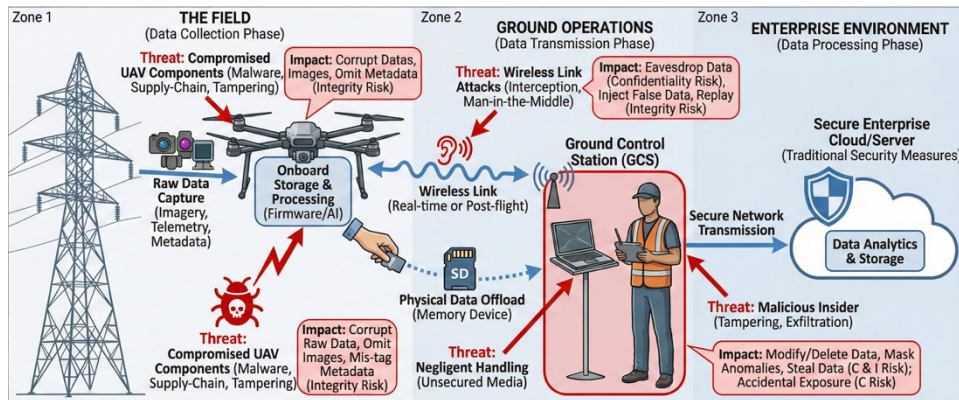 Zone 1
THE FIELD
(Data Collection Phase)
Threat: Compromised
UAV Components (Malware,
Supply-Chain, Tampering)
Impact: Corrupt Datas,
Images, Omit Metadata
(Integrity Risk)
Raw Data
Capture
(Imagery,
Telemetry,
Metadata)
Onboard
Storage &
Processing
(Firmware/AI)
Threat:
Compromised UAV
Components (Malware,
Supply-Chain, Tampering)
Impact: Corrupt
Raw Data, Omit
Images, Mis-tag
Metadata
(Integrity Risk)
Zone 2
GROUND OPERATIONS
(Data Transmission Phase)
Threat: Wireless Link
Attacks (Interception,
Man-in-the-Middle)
Impact: Eavesdrop Data
(Confidentiality Risk)
Inject False Data, Replay
(Integrity Risk)
Wireless Link
(Real-time or Post-flight)
Ground Control
Station (GCS)
SD
Physical Data Offload
(Memory Device)
Threat:
Negligent Handling
(Unsecured Media)
Zone 3
ENTERPRISE ENVIRONMENT
(Data Processing Phase)
Secure Enterprise
Cloud/Server
(Traditional Security Measures)
Secure Network
Transmission
Data Analytics
& Storage
Threat: Malicious Insider
(Tampering, Exfiltration)
Impact: Modify/Delete Data, Mask
Anomalies, Steal Data (C & I Risk);
Accidental Exposure (C Risk)